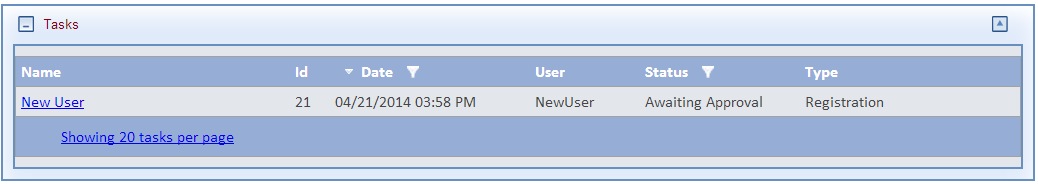 Tasks
Name Id Date User Status Type
New User 21 04/21/2014 03:58 PM NewUser Awaiting Approval Registration
Showing 20 tasks per page